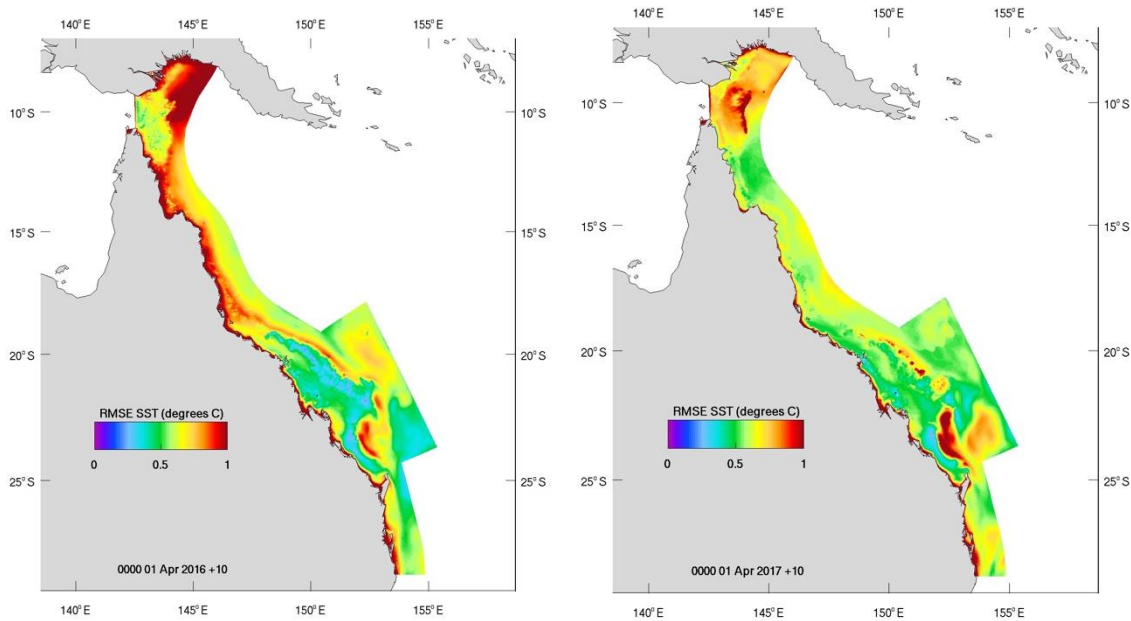 140° E 145° E 150° E 155° E
10° S
15° S
20° S
25° S
RMSE SST (degrees C)
0 0.5 1
0000 01 Apr 2016 +10
140° E 145° E 150° E 155° E
140° E 145° E 150° E 155° E
10° S
15° S
20° S
25° S
RMSE SST (degrees C)
0 0.5 1
0000 01 Apr 2017 +10
140° E 145° E 150° E 155° E